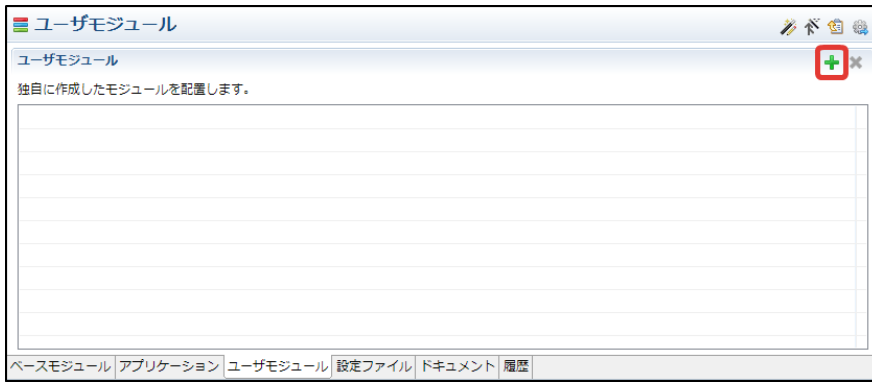 ユーザモジュール
ユーザモジュール
独自に作成したモジュールを配置します。
ベースモジュール アプリケーション ユーザモジュール 設定ファイル ドキュメント 履歴